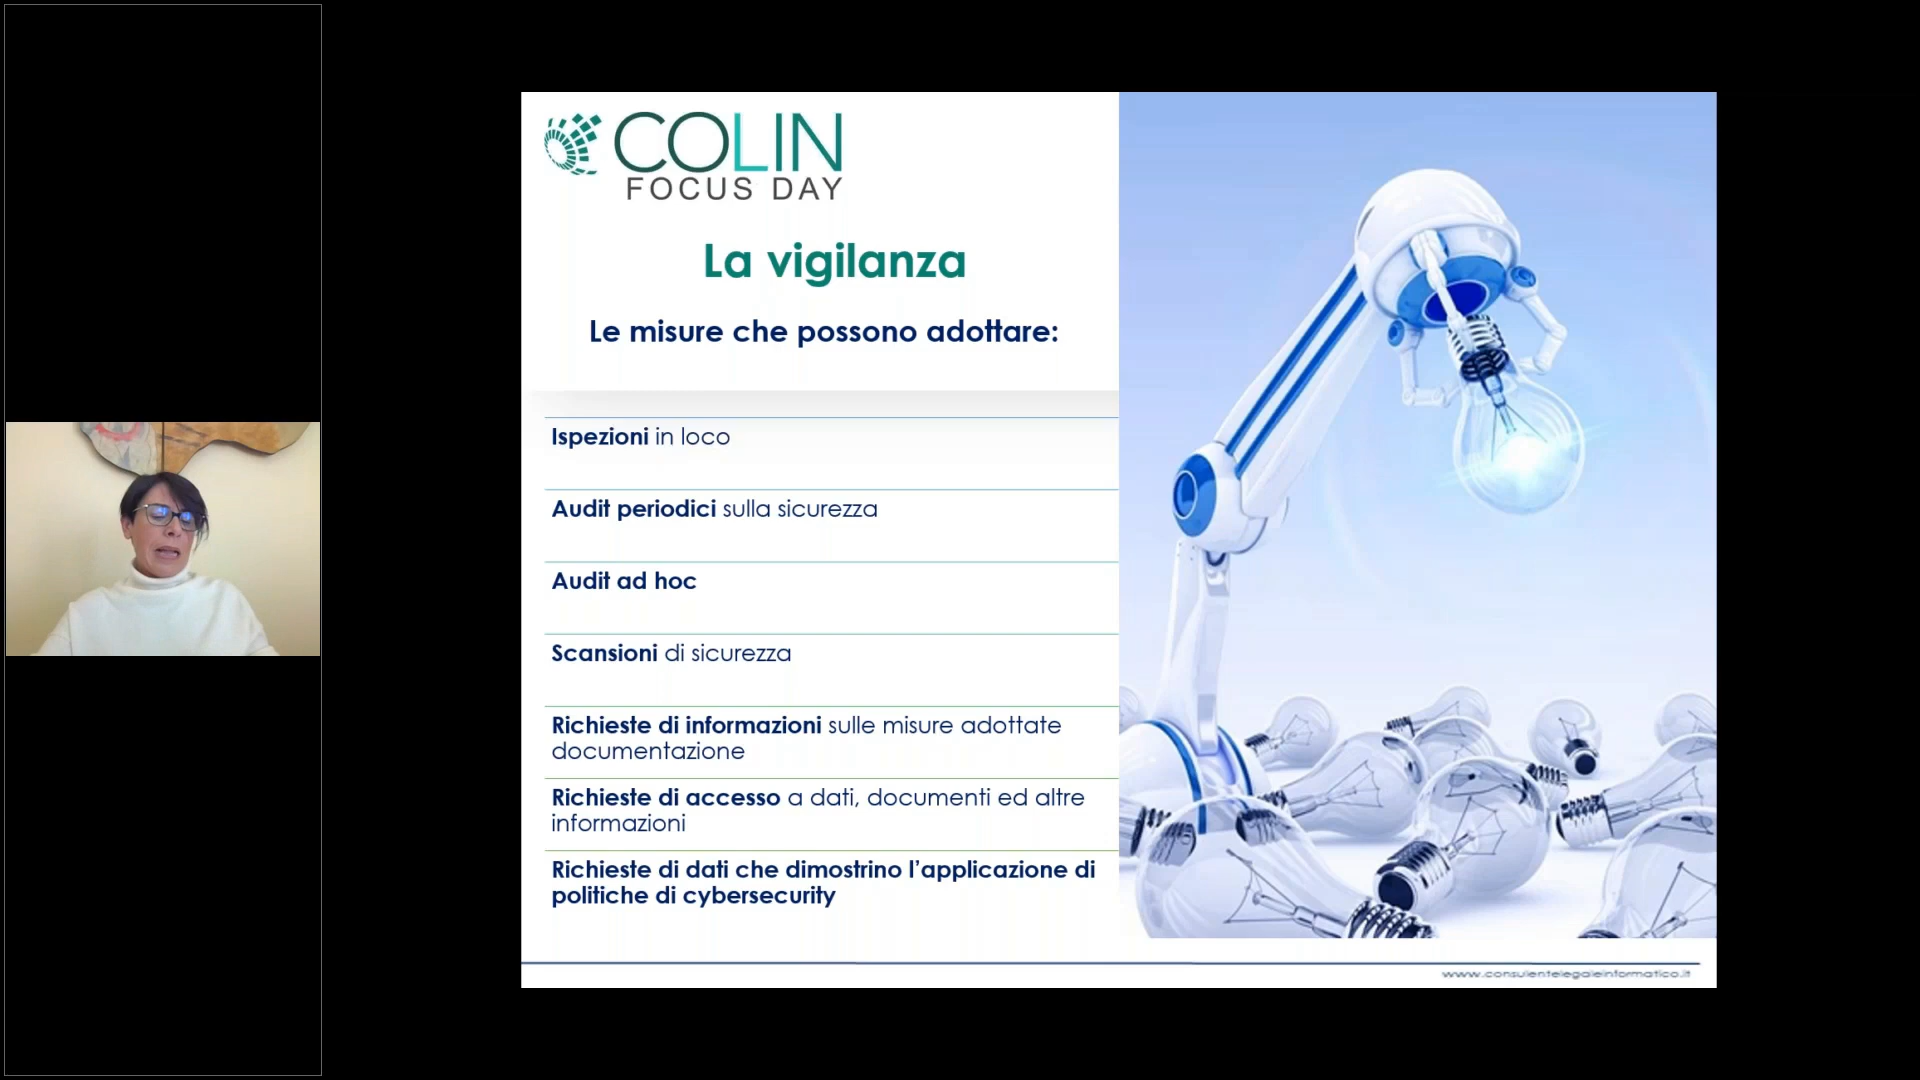 COLIN
FOCUS DAY
La vigilanza
Le misure che possono adottare:
Ispezioni in loco
Audit periodici sulla sicurezza
Audit ad hoc
Scansioni di sicurezza
Richieste di informazioni sulle misure adottate
documentazione
Richieste di accesso a dati, documenti ed altre
informazioni
Richieste di dati che dimostrino l'applicazione di
politiche di cybersecurity
www.consulentelegaleinformatico.it